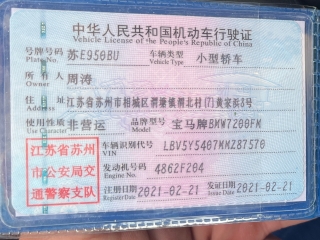 中华人民共和国机动车行驶证
Vehicle License of the People's Republic of China
号牌号码 苏E950BU 车辆类型 小型轿车
Plate No. Vehicle Type
所有人 周涛
Owner
住址 江苏省苏州市相城区渭塘镇渭北村(7)黄家浜8号
Address
使用性质 非营运 品牌型号 宝马牌BMW7200FM
Use Character Model
江苏省苏州市公安局交通警察支队
车辆识别代号 LBV5Y5407KMZ87570
VIN
发动机号码 4862F204
Engine No.
注册日期 2021-02-21 发证日期 2021-02-21
Register Date Issue Date